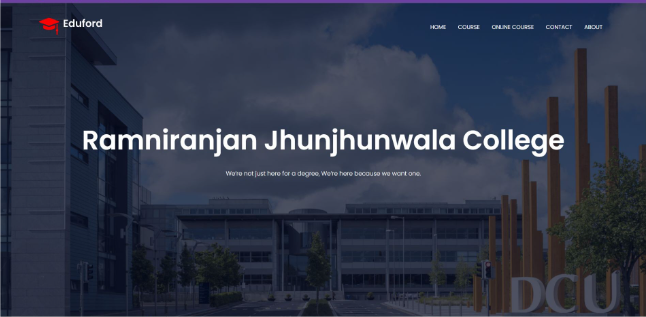 Eduford
HOME COURSE ONLINE COURSE CONTACT ABOUT
Ramniranjan Jhunjhunwala College
We're not just here for a degree, We're here because we want one.
DCU